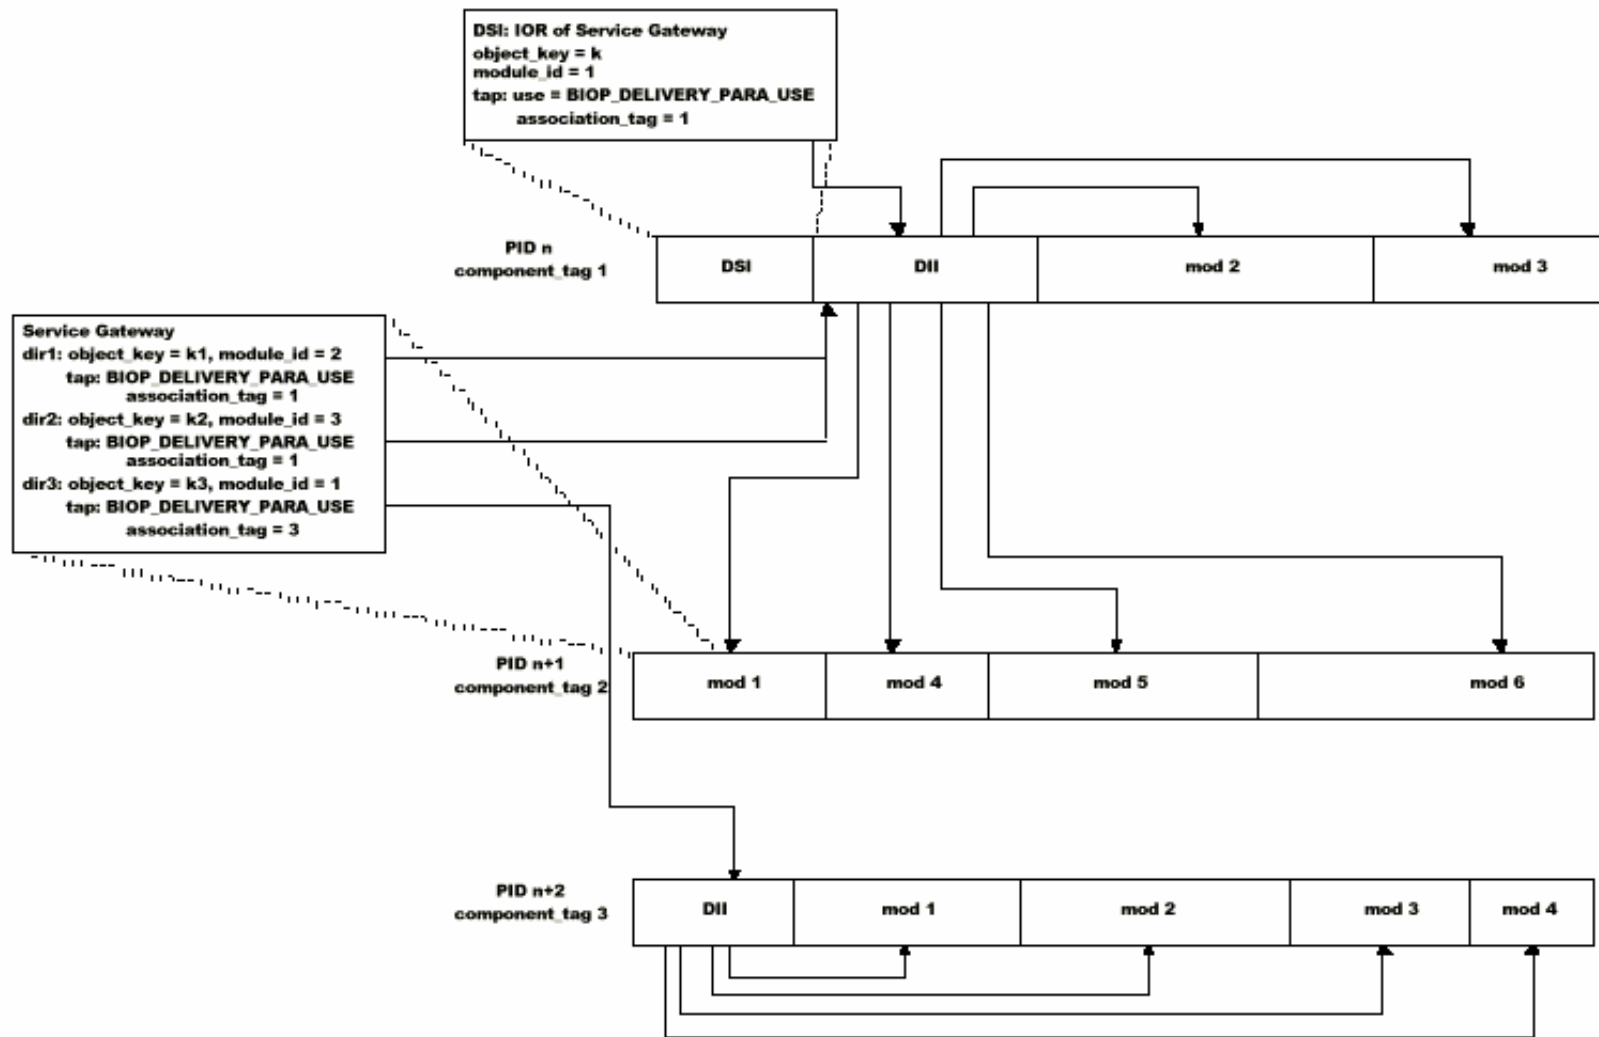 DSI: IOR of Service Gateway
object_key = k
module_id = 1
tap: use = BIOP_DELIVERY_PARA_USE
association_tag = 1
PID n
component_tag 1
DSI
DII
mod 2
mod 3
Service Gateway
dir1: object_key = k1, module_id = 2
tap: BIOP_DELIVERY_PARA_USE
association_tag = 1
dir2: object_key = k2, module_id = 3
tap: BIOP_DELIVERY_PARA_USE
association_tag = 1
dir3: object_key = k3, module_id = 1
tap: BIOP_DELIVERY_PARA_USE
association_tag = 3
PID n+1
component_tag 2
mod 1
mod 4
mod 5
mod 6
PID n+2
component_tag 3
DII
mod 1
mod 2
mod 3
mod 4